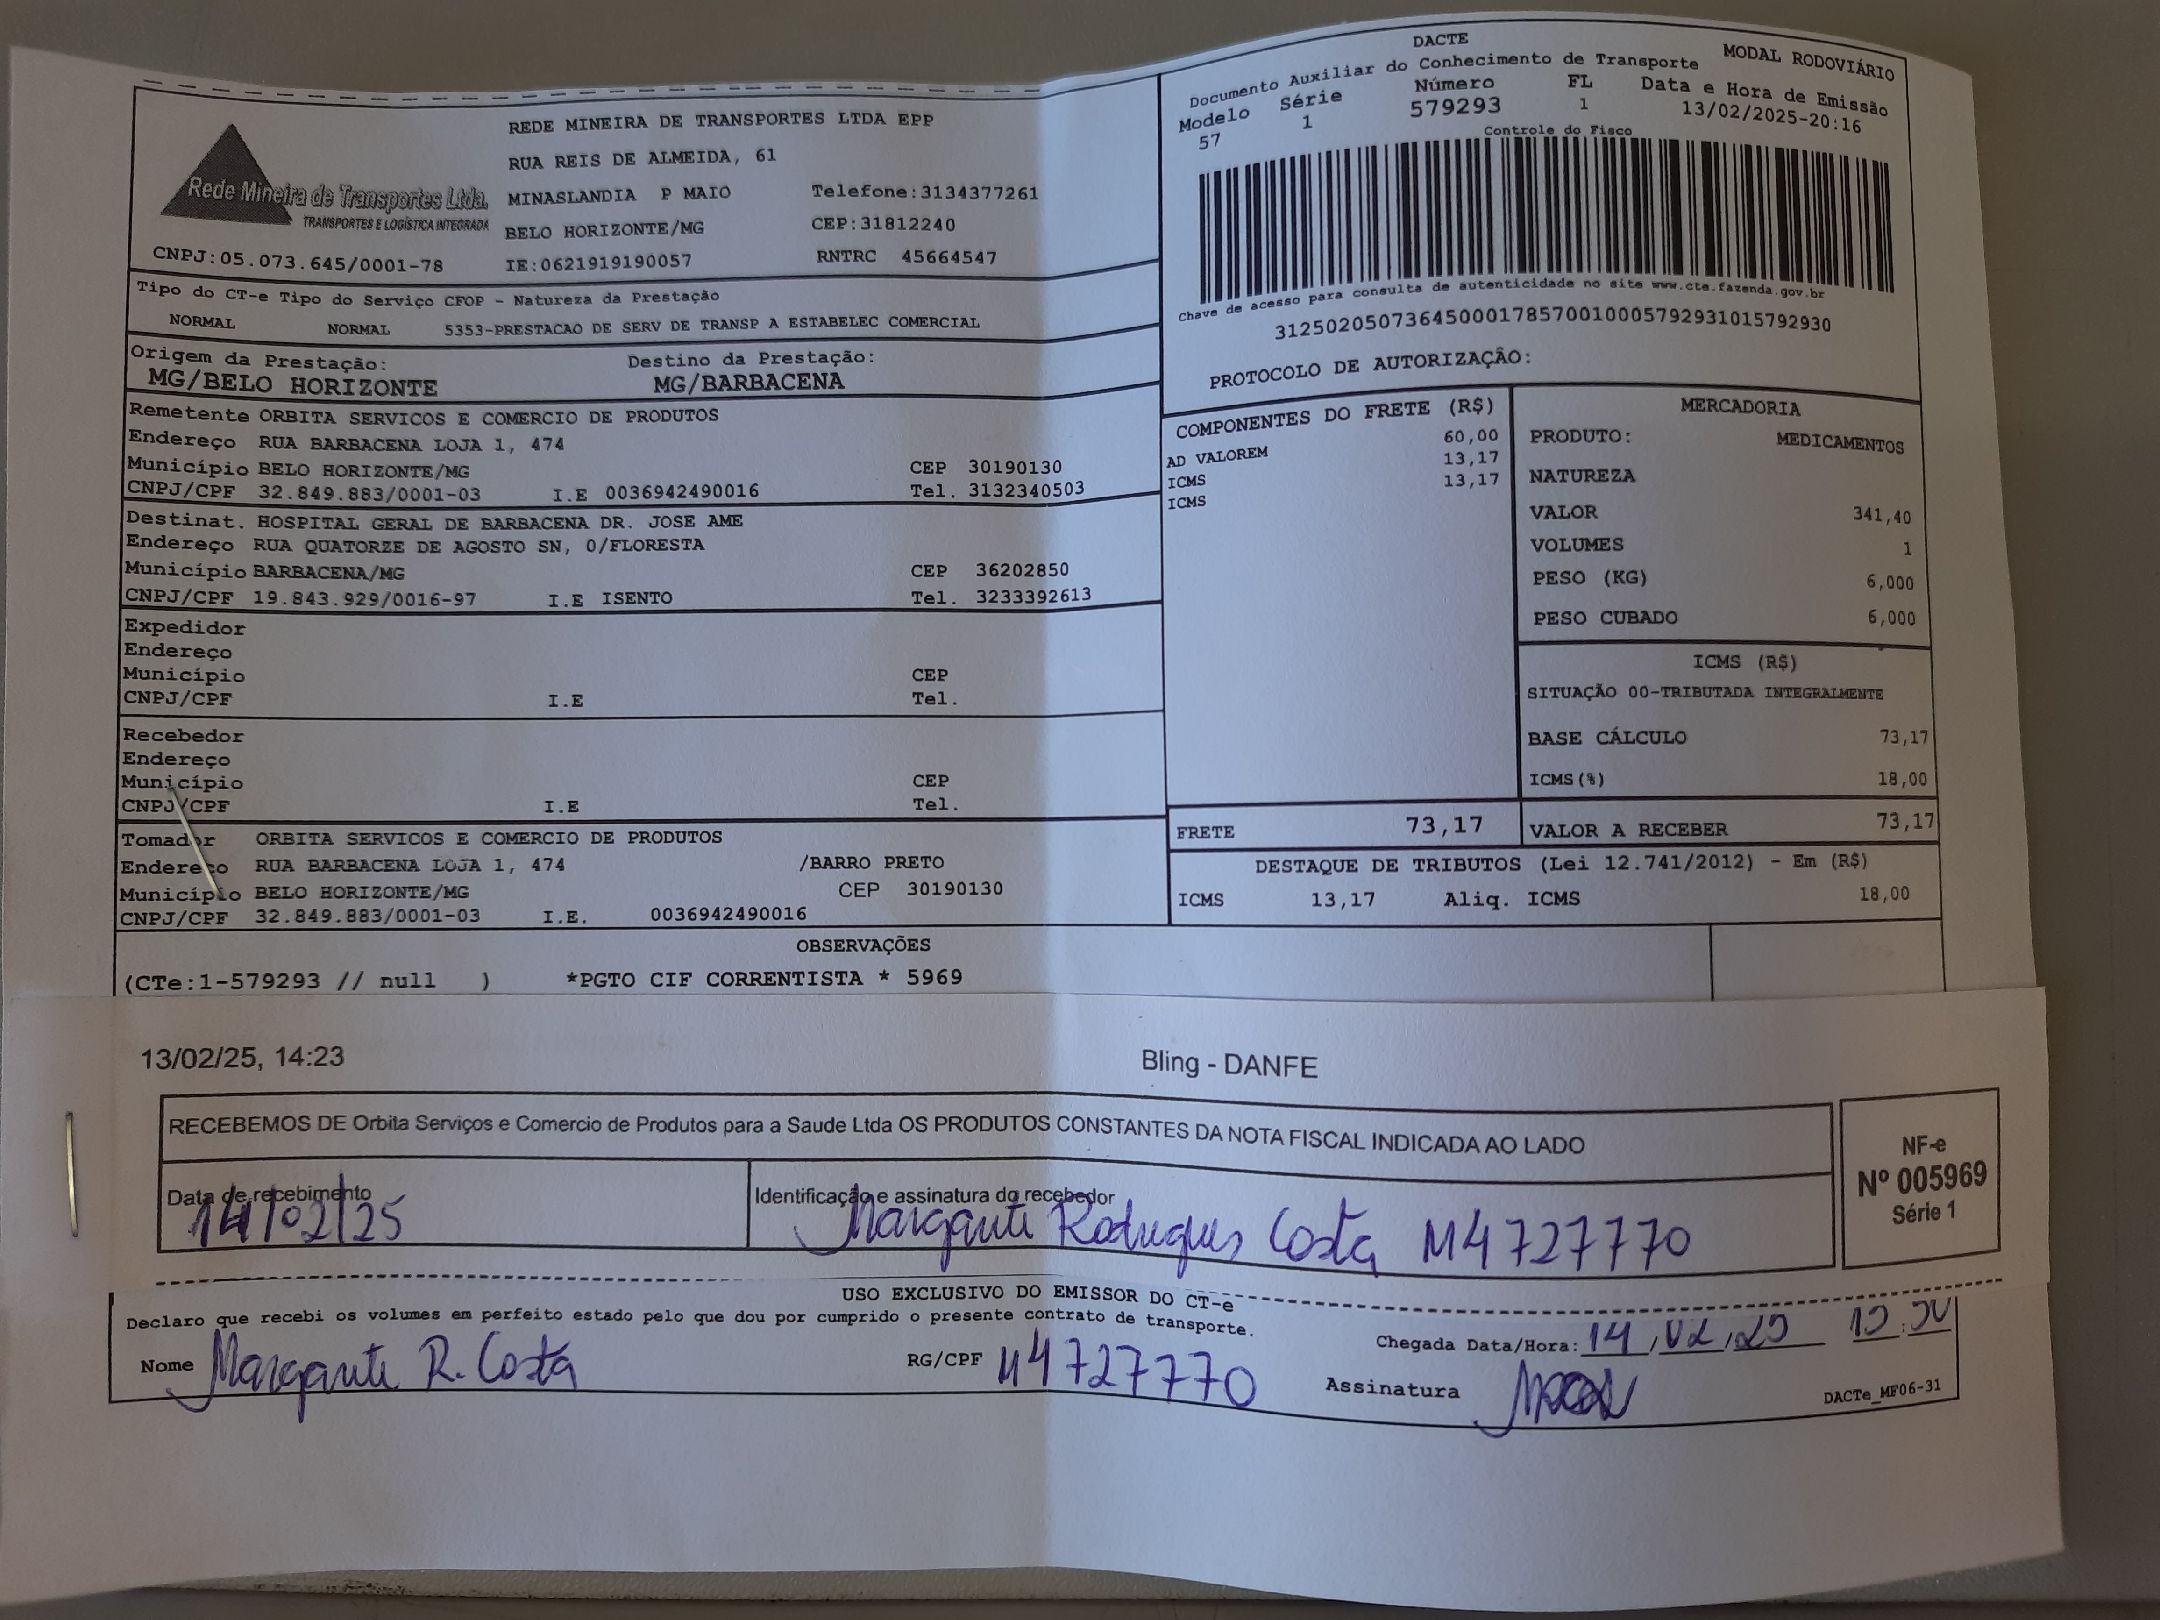 DACTE
MODAL RODOVIÁRIO
Documento Auxiliar do Conhecimento de Transporte
Modelo Série Número FL Data e Hora de Emissão
57 1 579293 1 13/02/2025-20:16
Controle do Fisco
Chave de acesso para consulta de autenticidade no site www.cte.fazenda.gov.br
31250205073645000178570010005792931015792930
PROTOCOLO DE AUTORIZAÇÃO:
Rede Mineira de Transportes Ltda.
TRANSPORTES E LOGÍSTICA INTEGRADA
REDE MINEIRA DE TRANSPORTES LTDA EPP
RUA REIS DE ALMEIDA, 61
MINASLANDIA P MAIO Telefone:3134377261
BELO HORIZONTE/MG CEP:31812240
CNPJ:05.073.645/0001-78 IE:0621919190057 RNTRC 45664547
Tipo do CT-e Tipo do Serviço CFOP - Natureza da Prestação
NORMAL NORMAL 5353-PRESTACAO DE SERV DE TRANSP A ESTABELEC COMERCIAL
Origem da Prestação: Destino da Prestação:
MG/BELO HORIZONTE MG/BARBACENA
Remetente ORBITA SERVICOS E COMERCIO DE PRODUTOS
Endereço RUA BARBACENA LOJA 1, 474
Município BELO HORIZONTE/MG CEP 30190130
CNPJ/CPF 32.849.883/0001-03 I.E 0036942490016 Tel. 3132340503
Destinat. HOSPITAL GERAL DE BARBACENA DR. JOSE AME
Endereço RUA QUATORZE DE AGOSTO SN, 0/FLORESTA
Município BARBACENA/MG CEP 36202850
CNPJ/CPF 19.843.929/0016-97 I.E ISENTO Tel. 3233392613
Expedidor
Endereço
Município CEP
CNPJ/CPF I.E Tel.
Recebedor
Endereço
Município CEP
CNPJ/CPF I.E Tel.
Tomador ORBITA SERVICOS E COMERCIO DE PRODUTOS
Endereço RUA BARBACENA LOJA 1, 474 /BARRO PRETO
Município BELO HORIZONTE/MG CEP 30190130
CNPJ/CPF 32.849.883/0001-03 I.E. 0036942490016
COMPONENTES DO FRETE (R$)
60,00
AD VALOREM 13,17
ICMS 13,17
ICMS
MERCADORIA
PRODUTO: MEDICAMENTOS
NATUREZA
VALOR 341,40
VOLUMES 1
PESO (KG) 6,000
PESO CUBADO 6,000
ICMS (R$)
SITUAÇÃO 00-TRIBUTADA INTEGRALMENTE
BASE CÁLCULO 73,17
ICMS(%) 18,00
FRETE 73,17 VALOR A RECEBER 73,17
DESTAQUE DE TRIBUTOS (Lei 12.741/2012) - Em (R$)
ICMS 13,17 Aliq. ICMS 18,00
OBSERVAÇÕES
(CTe:1-579293 // null ) *PGTO CIF CORRENTISTA * 5969
13/02/25, 14:23 Bling - DANFE
RECEBEMOS DE Orbita Serviços e Comercio de Produtos para a Saude Ltda OS PRODUTOS CONSTANTES DA NOTA FISCAL INDICADA AO LADO
NF-e
Nº 005969
Série 1
Data de recebimento Identificação e assinatura do recebedor
14/02/25 Margarete Rodrigues Costa M4727770
USO EXCLUSIVO DO EMISSOR DO CT-e
Declaro que recebi os volumes em perfeito estado pelo que dou por cumprido o presente contrato de transporte.
Chegada Data/Hora: 14,02,25
Nome Margarete R. Costa RG/CPF M4727770 Assinatura
DACTe_MF06-31